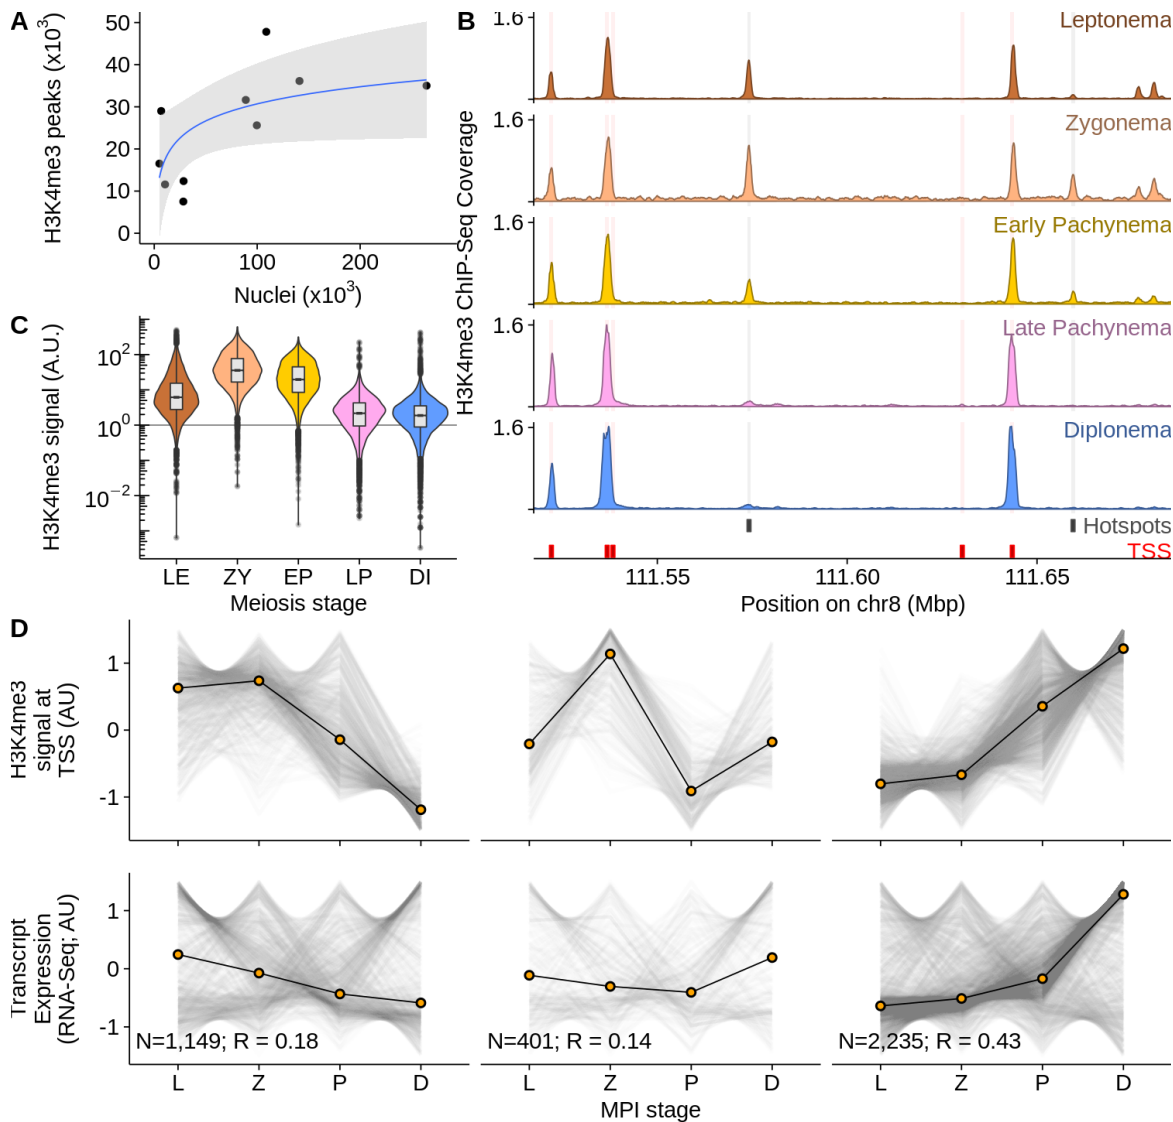 A
H3K4me3 peaks (x10³)
50
40
30
20
10
0
0 100 200
Nuclei (x10³)
B
H3K4me3 ChIP-Seq Coverage
1.6
Leptonema
1.6
Zygonema
1.6
Early Pachynema
1.6
Late Pachynema
1.6
Diplonema
Hotspots
TSS
111.55 111.60 111.65
Position on chr8 (Mbp)
C
H3K4me3 signal (A.U.)
10²
10⁰
10⁻²
LE ZY EP LP DI
Meiosis stage
D
H3K4me3
signal at
TSS (AU)
1
0
-1
Transcript
Expression
(RNA-Seq; AU)
1
0
-1
N=1,149; R = 0.18
N=401; R = 0.14
N=2,235; R = 0.43
L Z P D L Z P D L Z P D
MPI stage